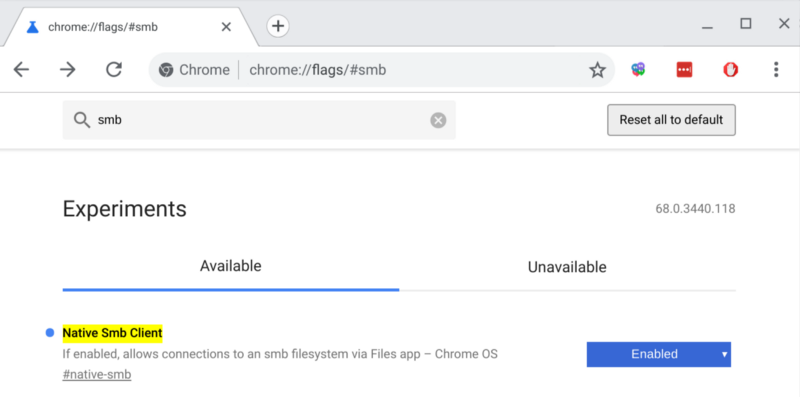 chrome://flags/#smb
Chrome | chrome://flags/#smb
smb
Reset all to default
Experiments
68.0.3440.118
Available
Unavailable
Native Smb Client
If enabled, allows connections to an smb filesystem via Files app – Chrome OS
Enabled
#native-smb